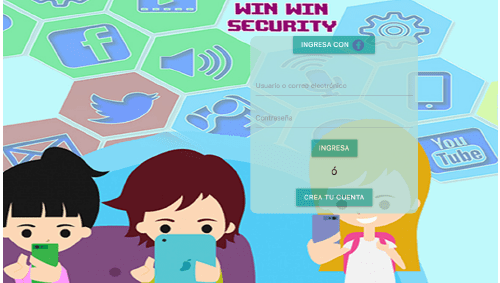 WIN WIN
SECURITY
INGRESA CON
Usuario o correo electrónico
Contraseña
INGRESA
ó
CREA TU CUENTA
You
Tube